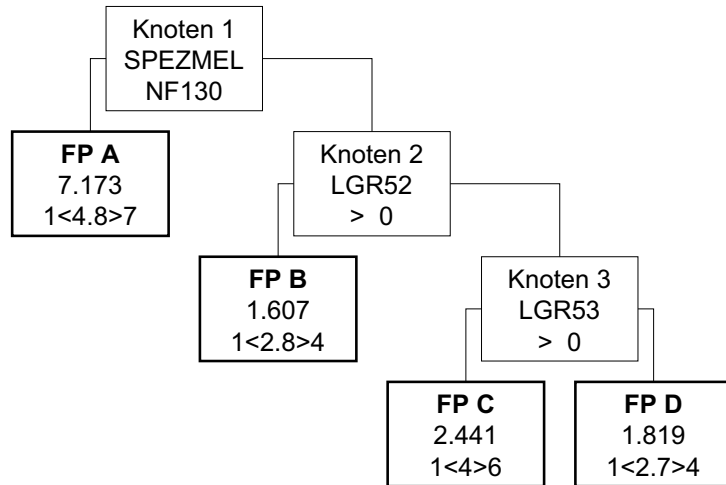 Knoten 1
SPEZMEL
NF130
FP A
7.173
1<4.8>7
Knoten 2
LGR52
> 0
FP B
1.607
1<2.8>4
Knoten 3
LGR53
> 0
FP C
2.441
1<4>6
FP D
1.819
1<2.7>4